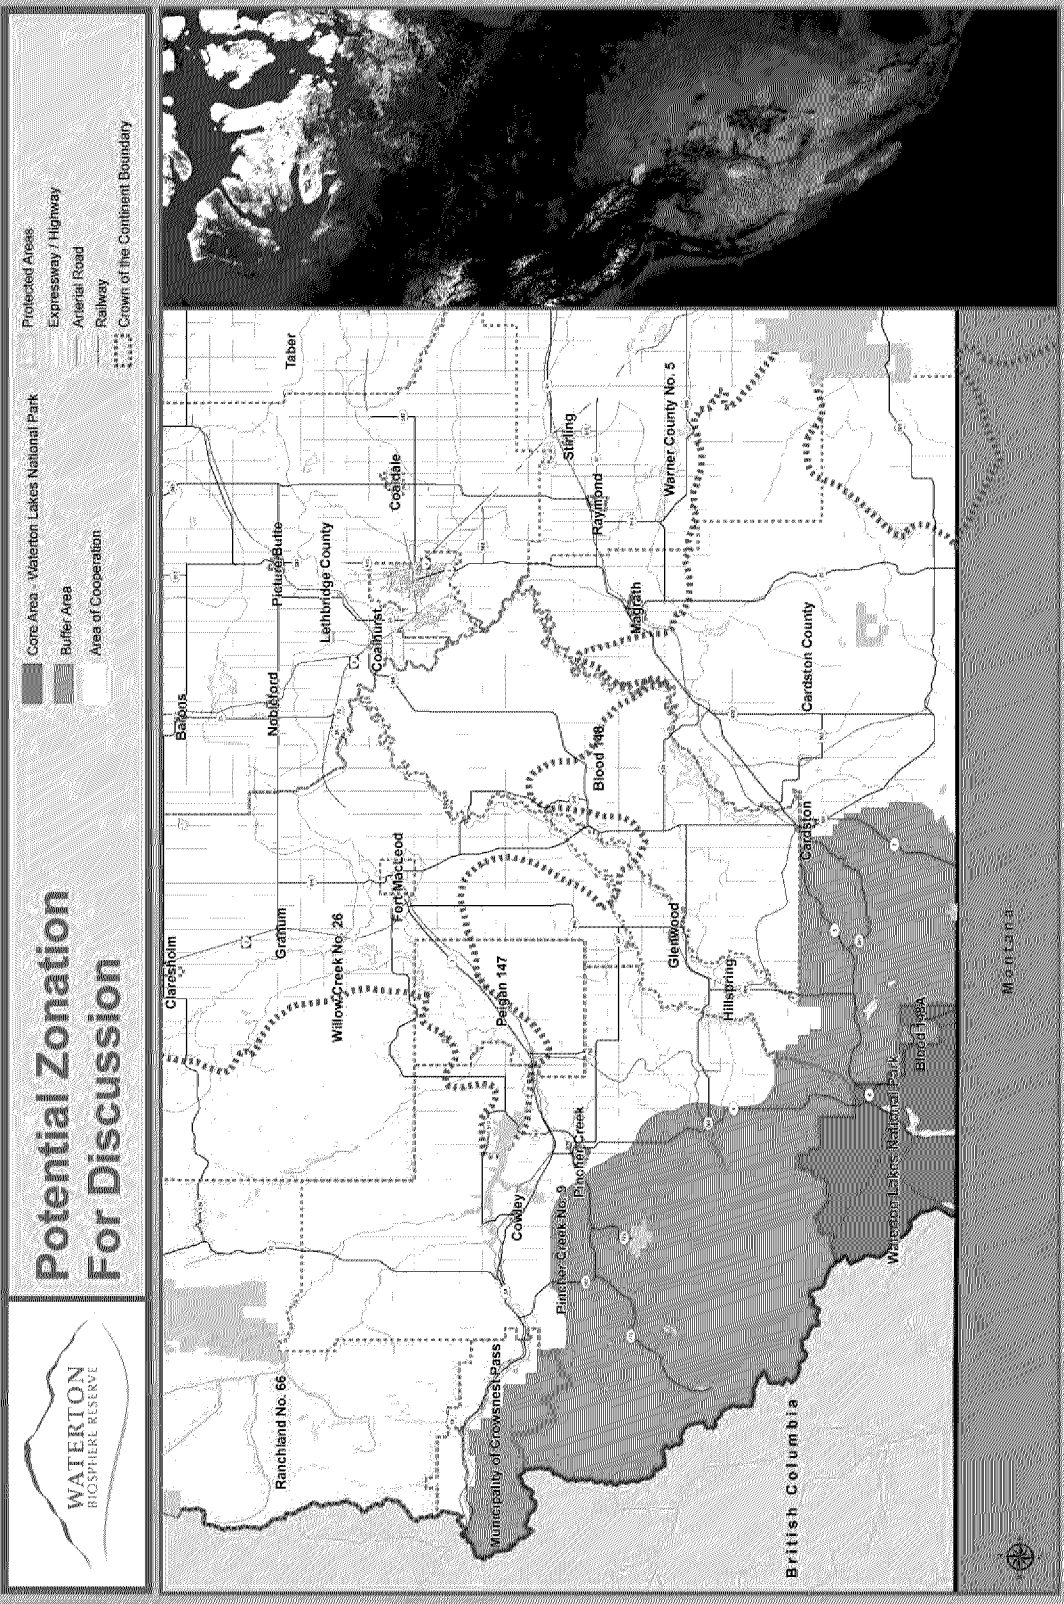 WATERTON
BIOSPHERE RESERVE
Potential Zonation
For Discussion
Core Area - Waterton Lakes National Park
Buffer Area
Area of Cooperation
Protected Areas
Expressway / Highway
Arterial Road
Railway
Crown of the Continent Boundary
Claresholm
Barons
Ranchland No. 66
Granum
Nobleford
Picture Butte
Taber
Willow Creek No. 26
Lethbridge County
Coalhurst
Coaldale
Fort MacLeod
Municipality of Crowsnest Pass
Cowley
Peigan 147
Pincher Creek No. 9
Pincher Creek
Blood 148
Raymond
Stirling
Magrath
Warner County No. 5
Glenwood
Hillspring
Cardston
Cardston County
British Columbia
Waterton Lakes National Park
Blood 148A
Montana